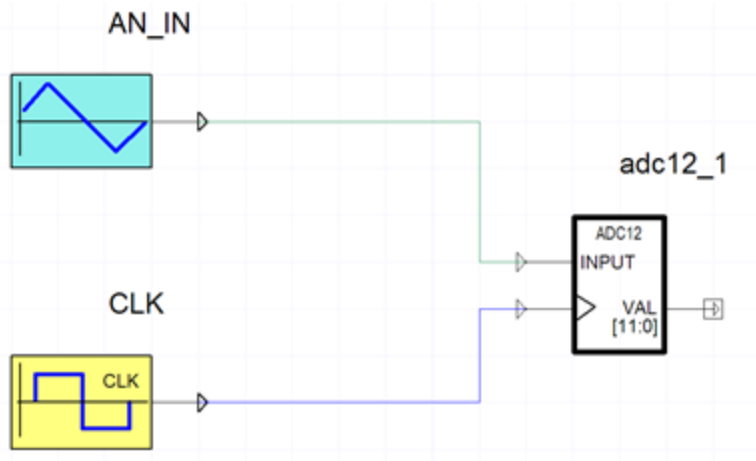 AN_IN
adc12_1
ADC12
INPUT
CLK
VAL
[11:0]
CLK